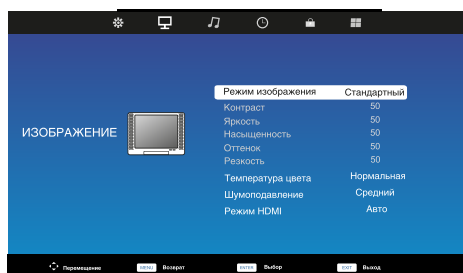 ИЗОБРАЖЕНИЕ
Режим изображения Стандартный
Контраст 50
Яркость 50
Насыщенность 50
Оттенок 50
Резкость 50
Температура цвета Нормальная
Шумоподавление Средний
Режим HDMI Авто
Перемещение MENU Возврат ENTER Выбор EXIT Выход